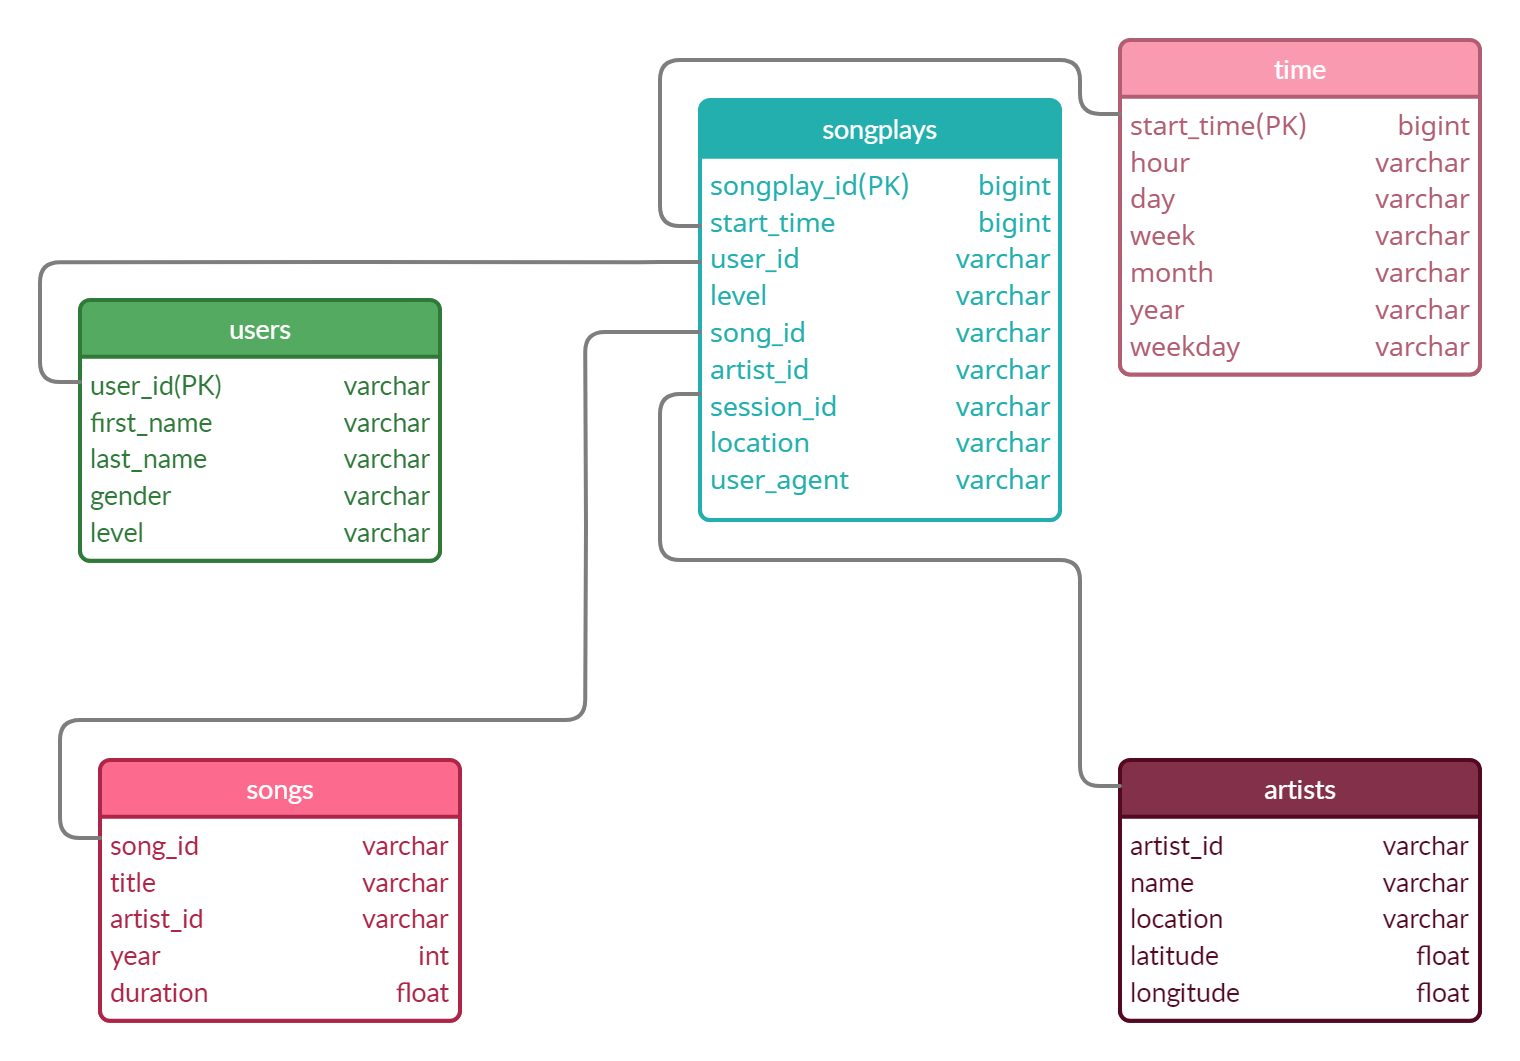 time
start_time(PK) bigint
hour varchar
day varchar
week varchar
month varchar
year varchar
weekday varchar
songplays
songplay_id(PK) bigint
start_time bigint
user_id varchar
level varchar
song_id varchar
artist_id varchar
session_id varchar
location varchar
user_agent varchar
users
user_id(PK) varchar
first_name varchar
last_name varchar
gender varchar
level varchar
songs
song_id varchar
title varchar
artist_id varchar
year int
duration float
artists
artist_id varchar
name varchar
location varchar
latitude float
longitude float